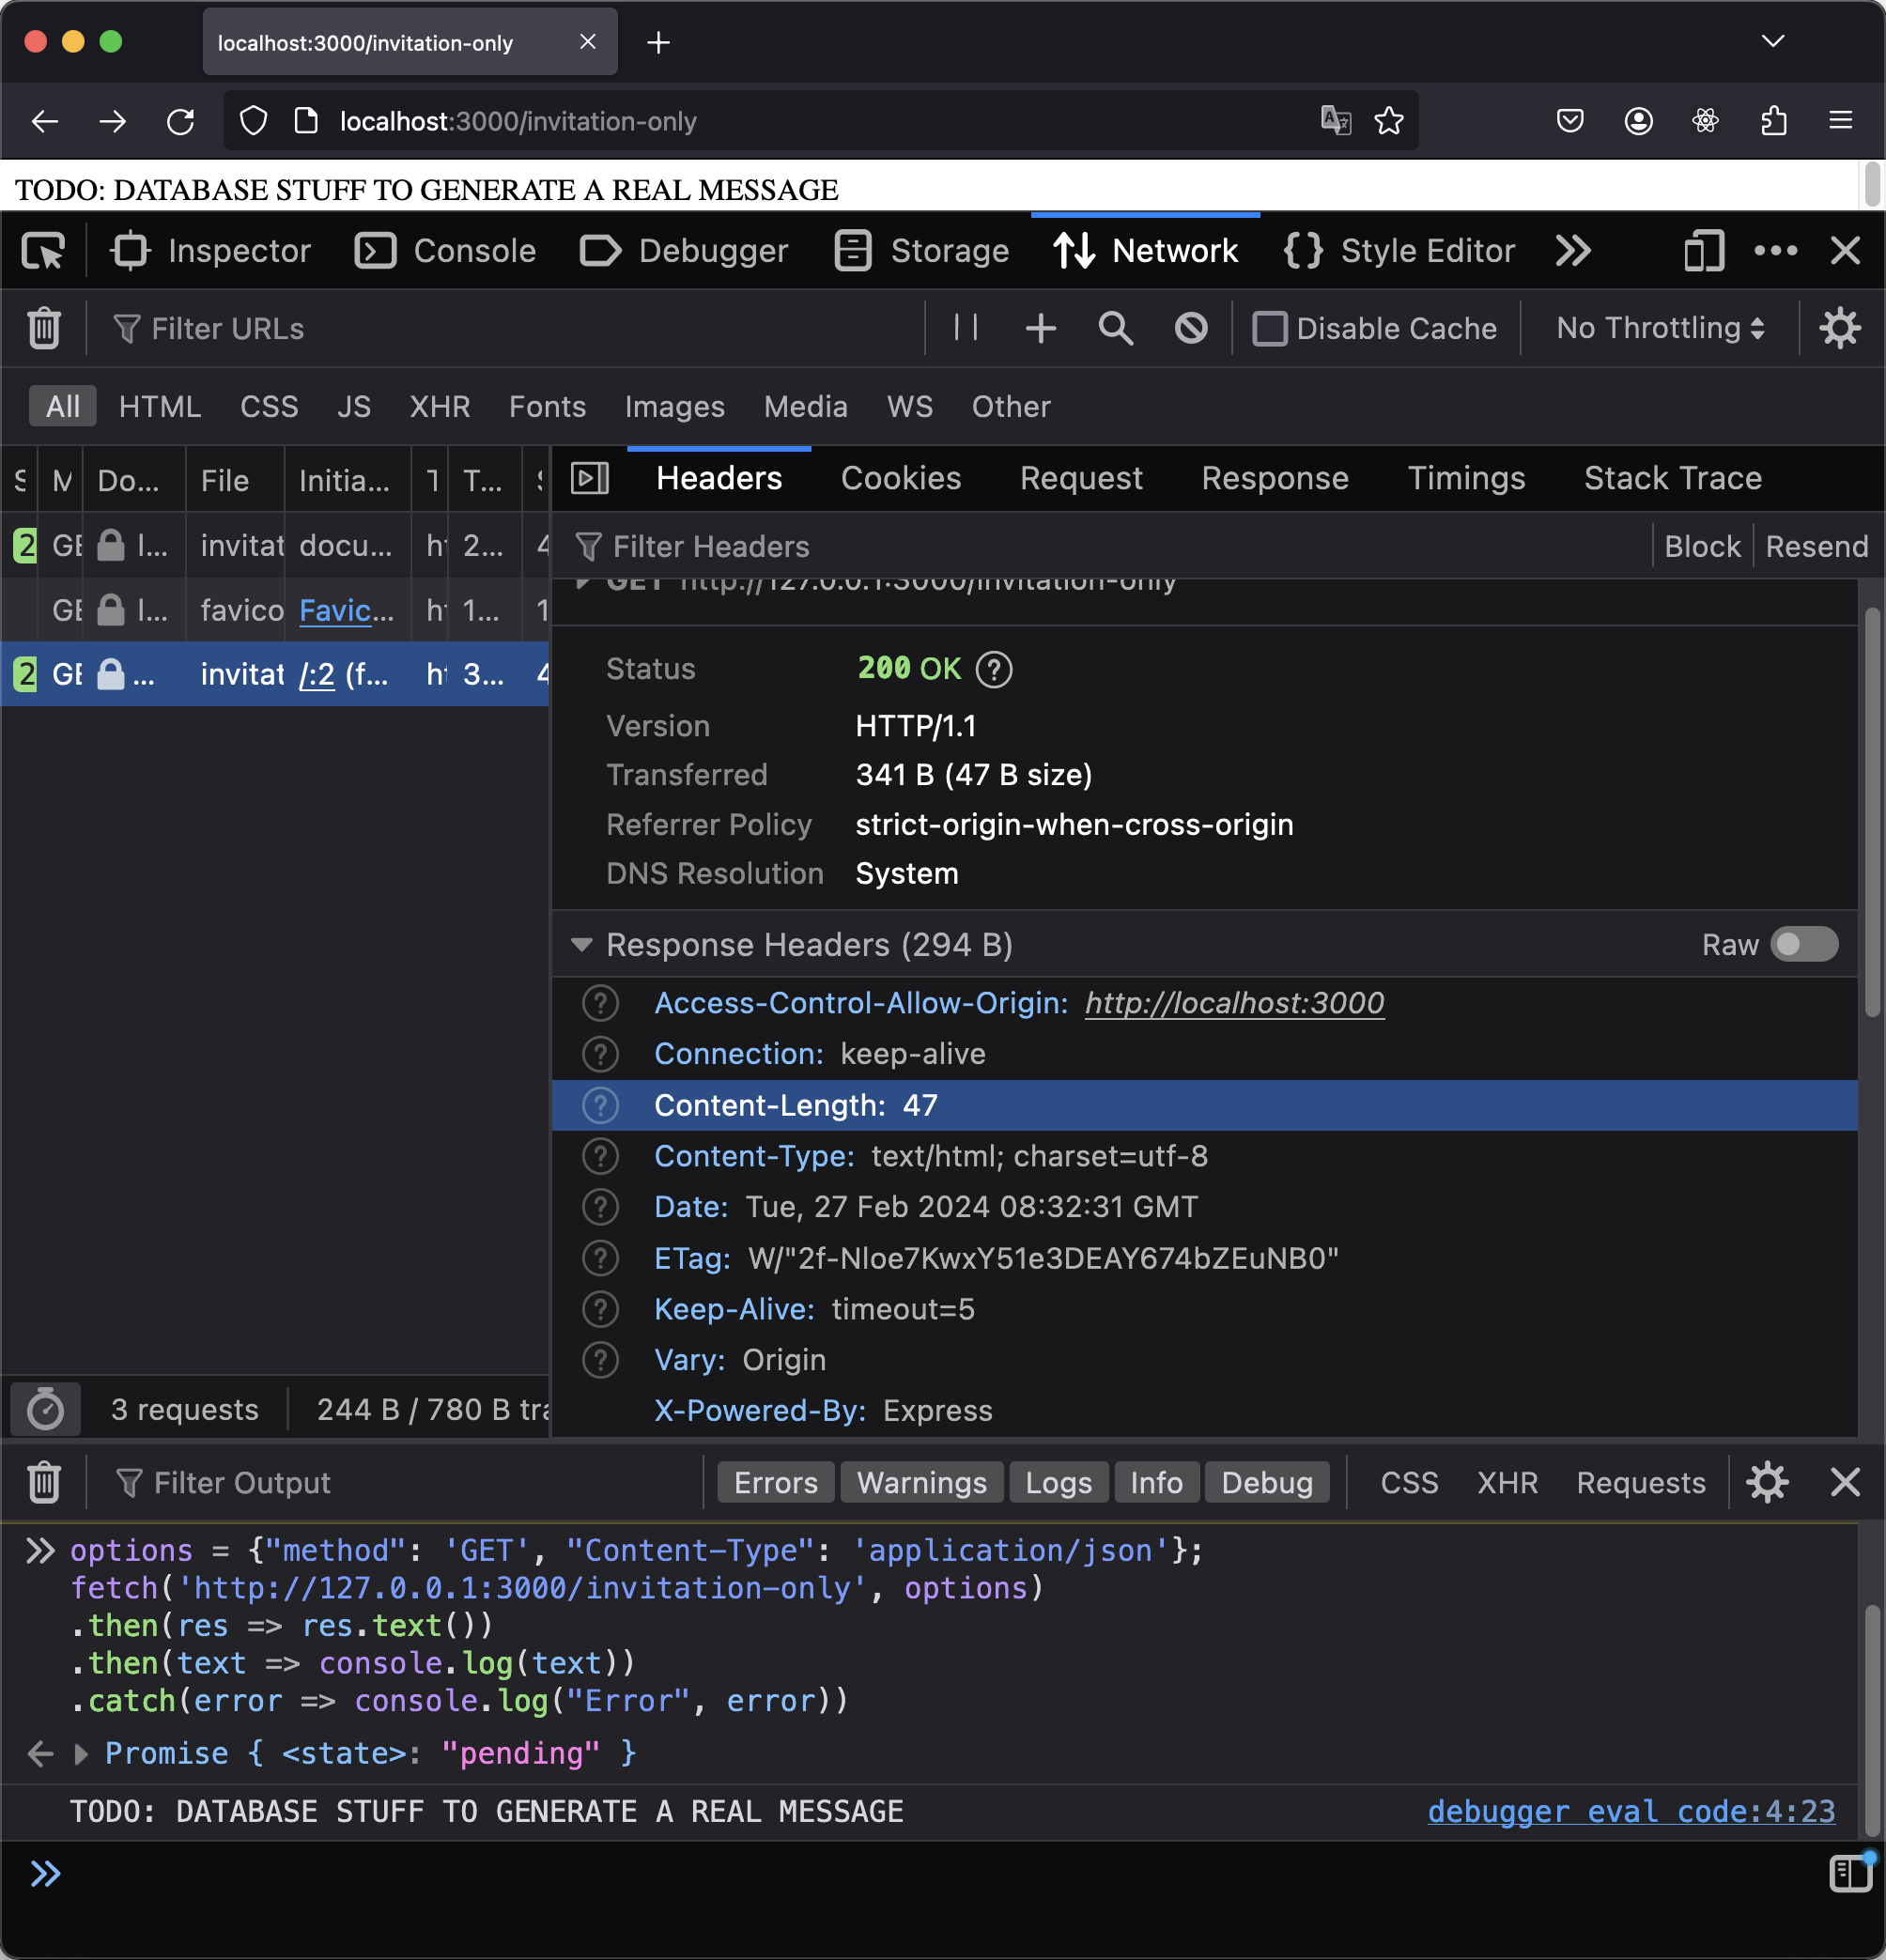 localhost:3000/invitation-only
localhost:3000/invitation-only
TODO: DATABASE STUFF TO GENERATE A REAL MESSAGE
Inspector Console Debugger Storage Network Style Editor
Filter URLs Disable Cache No Throttling
All HTML CSS JS XHR Fonts Images Media WS Other
S M Do... File Initia... T T... S
2 GE l... invitat docu... ht 2... 4
GE l... favico Favic... ht 1... 1
2 GE ... invitat /:2 (f... ht 3... 4
3 requests 244 B / 780 B tra
Headers Cookies Request Response Timings Stack Trace
Filter Headers Block Resend
GET http://127.0.0.1:3000/invitation-only
Status 200 OK
Version HTTP/1.1
Transferred 341 B (47 B size)
Referrer Policy strict-origin-when-cross-origin
DNS Resolution System
Response Headers (294 B) Raw
Access-Control-Allow-Origin: http://localhost:3000
Connection: keep-alive
Content-Length: 47
Content-Type: text/html; charset=utf-8
Date: Tue, 27 Feb 2024 08:32:31 GMT
ETag: W/"2f-Nloe7KwxY51e3DEAY674bZEuNB0"
Keep-Alive: timeout=5
Vary: Origin
X-Powered-By: Express
Filter Output Errors Warnings Logs Info Debug CSS XHR Requests
options = {"method": 'GET', "Content-Type": 'application/json'};
fetch('http://127.0.0.1:3000/invitation-only', options)
.then(res => res.text())
.then(text => console.log(text))
.catch(error => console.log("Error", error))
Promise { <state>: "pending" }
TODO: DATABASE STUFF TO GENERATE A REAL MESSAGE debugger eval code:4:23